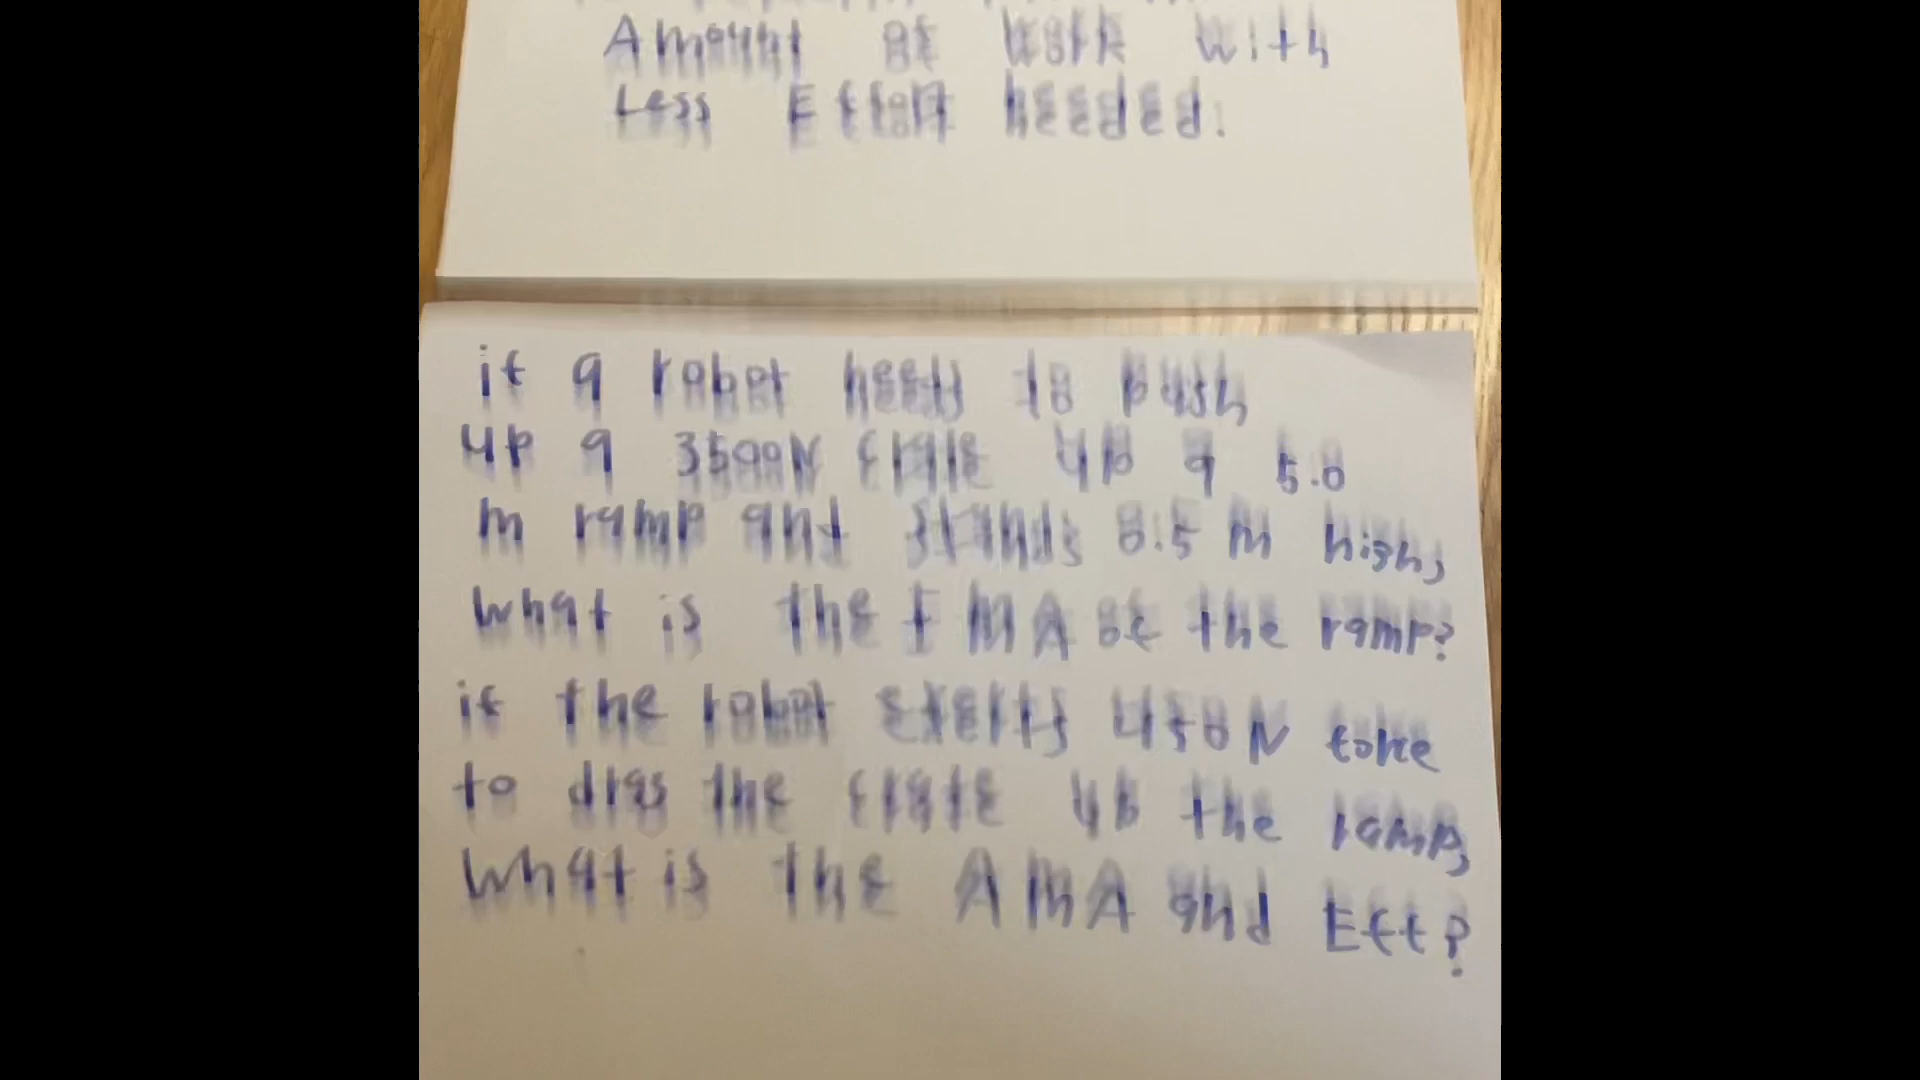 Amount of work with
Less Effort needed.
if a robot needs to push
up a 3500N crate up a 5.0
m ramp and stands 0.5 m high,
what is the IMA of the ramp?
if the robot exerts 450N force
to drag the crate up the ramp,
what is the AMA and Eff?